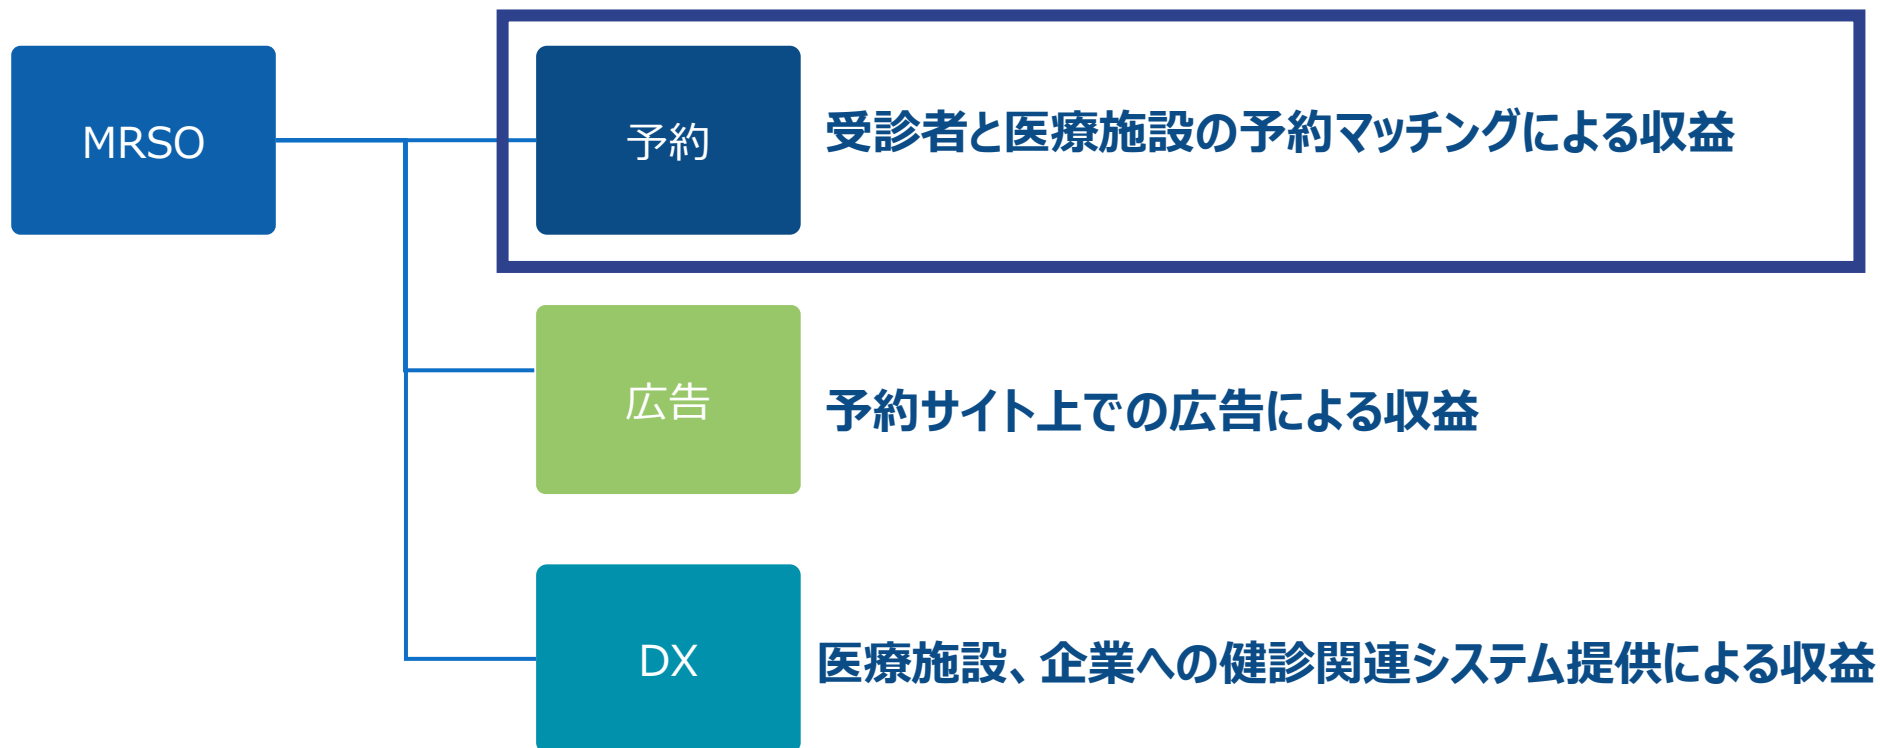 MRSO
予約
受診者と医療施設の予約マッチングによる収益
広告
予約サイト上での広告による収益
DX
医療施設、企業への健診関連システム提供による収益